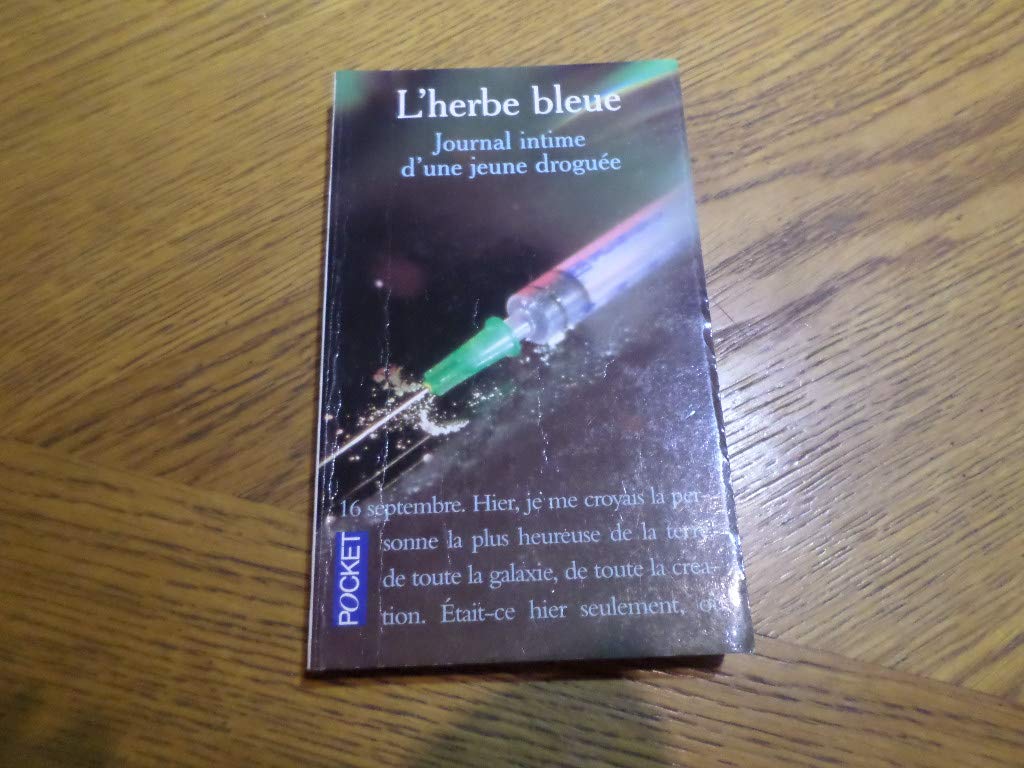 L'herbe bleue
Journal intime
d'une jeune droguée
16 septembre. Hier, je me croyais la per-
sonne la plus heureuse de la terre
de toute la galaxie, de toute la créa-
tion. Était-ce hier seulement,
POCKET